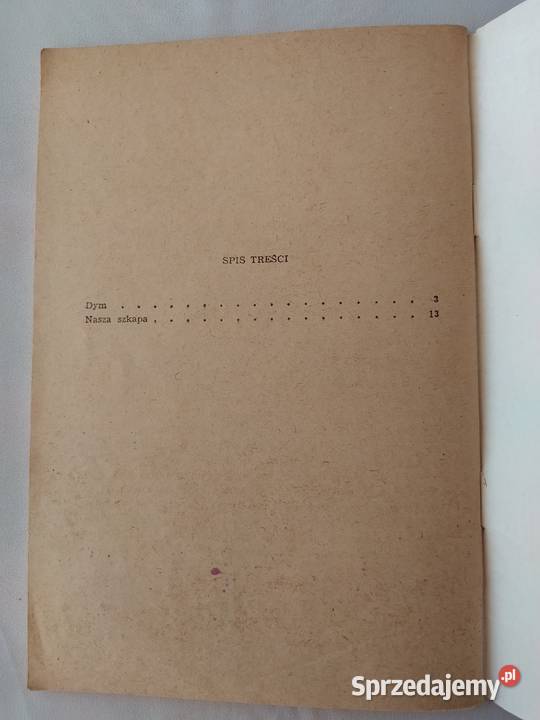 SPIS TREŚCI
Dym . . . . . . . . . . . . . . . . . . . 3
Nasza szkapa . . . . . . . . . . . . . . . . . 13
Sprzedajemy.pl